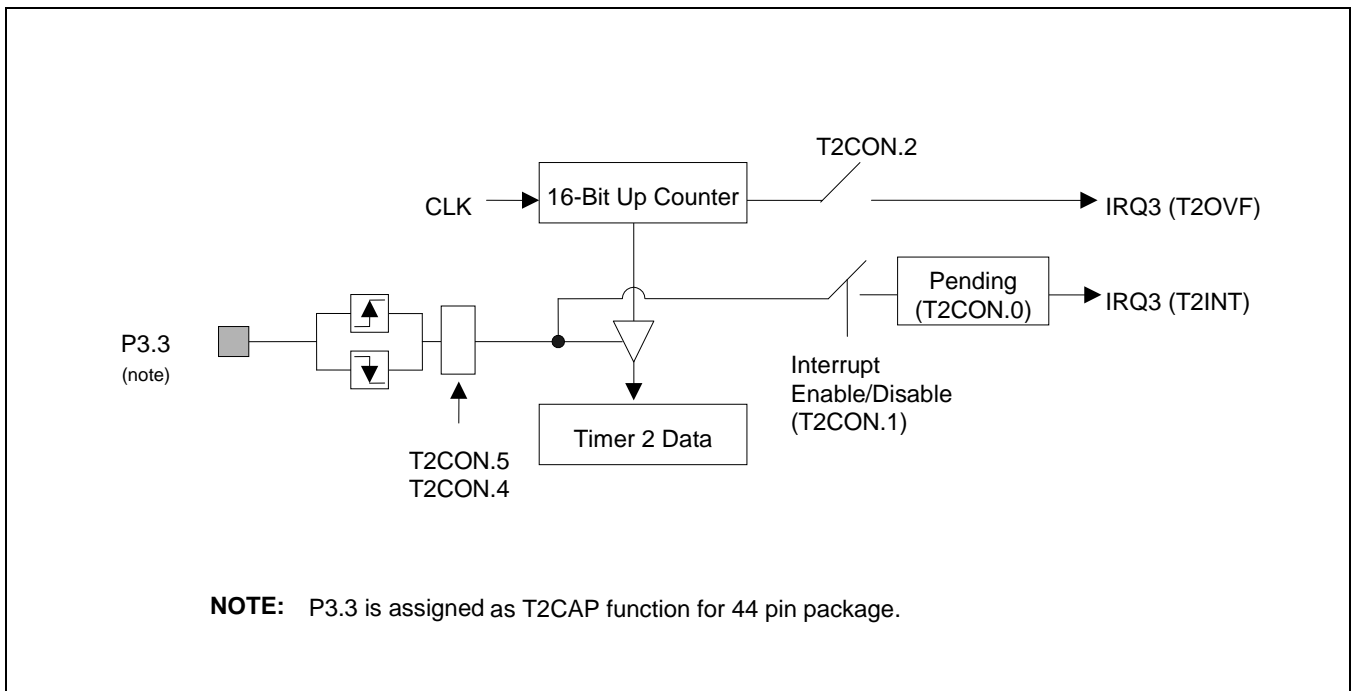 T2CON.2
CLK
16-Bit Up Counter
IRQ3 (T2OVF)
Pending
(T2CON.0)
IRQ3 (T2INT)
P3.3
(note)
Interrupt
Enable/Disable
(T2CON.1)
Timer 2 Data
T2CON.5
T2CON.4
NOTE: P3.3 is assigned as T2CAP function for 44 pin package.